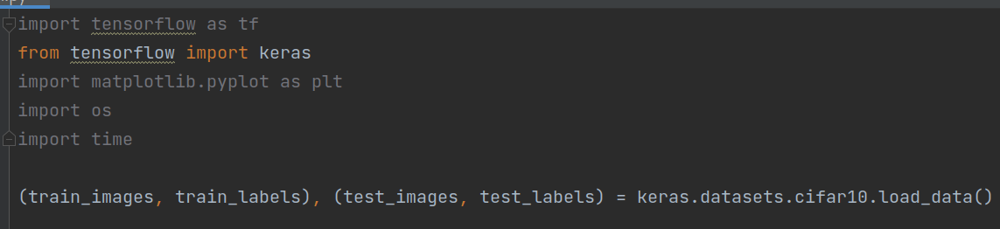 import tensorflow as tf
from tensorflow import keras
import matplotlib.pyplot as plt
import os
import time
(train_images, train_labels), (test_images, test_labels) = keras.datasets.cifar10.load_data()